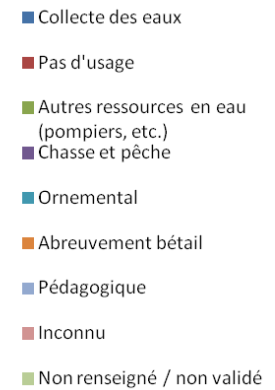 Collecte des eaux
Pas d'usage
Autres ressources en eau
(pompiers, etc.)
Chasse et pêche
Ornemental
Abreuvement bétail
Pédagogique
Inconnu
Non renseigné / non validé